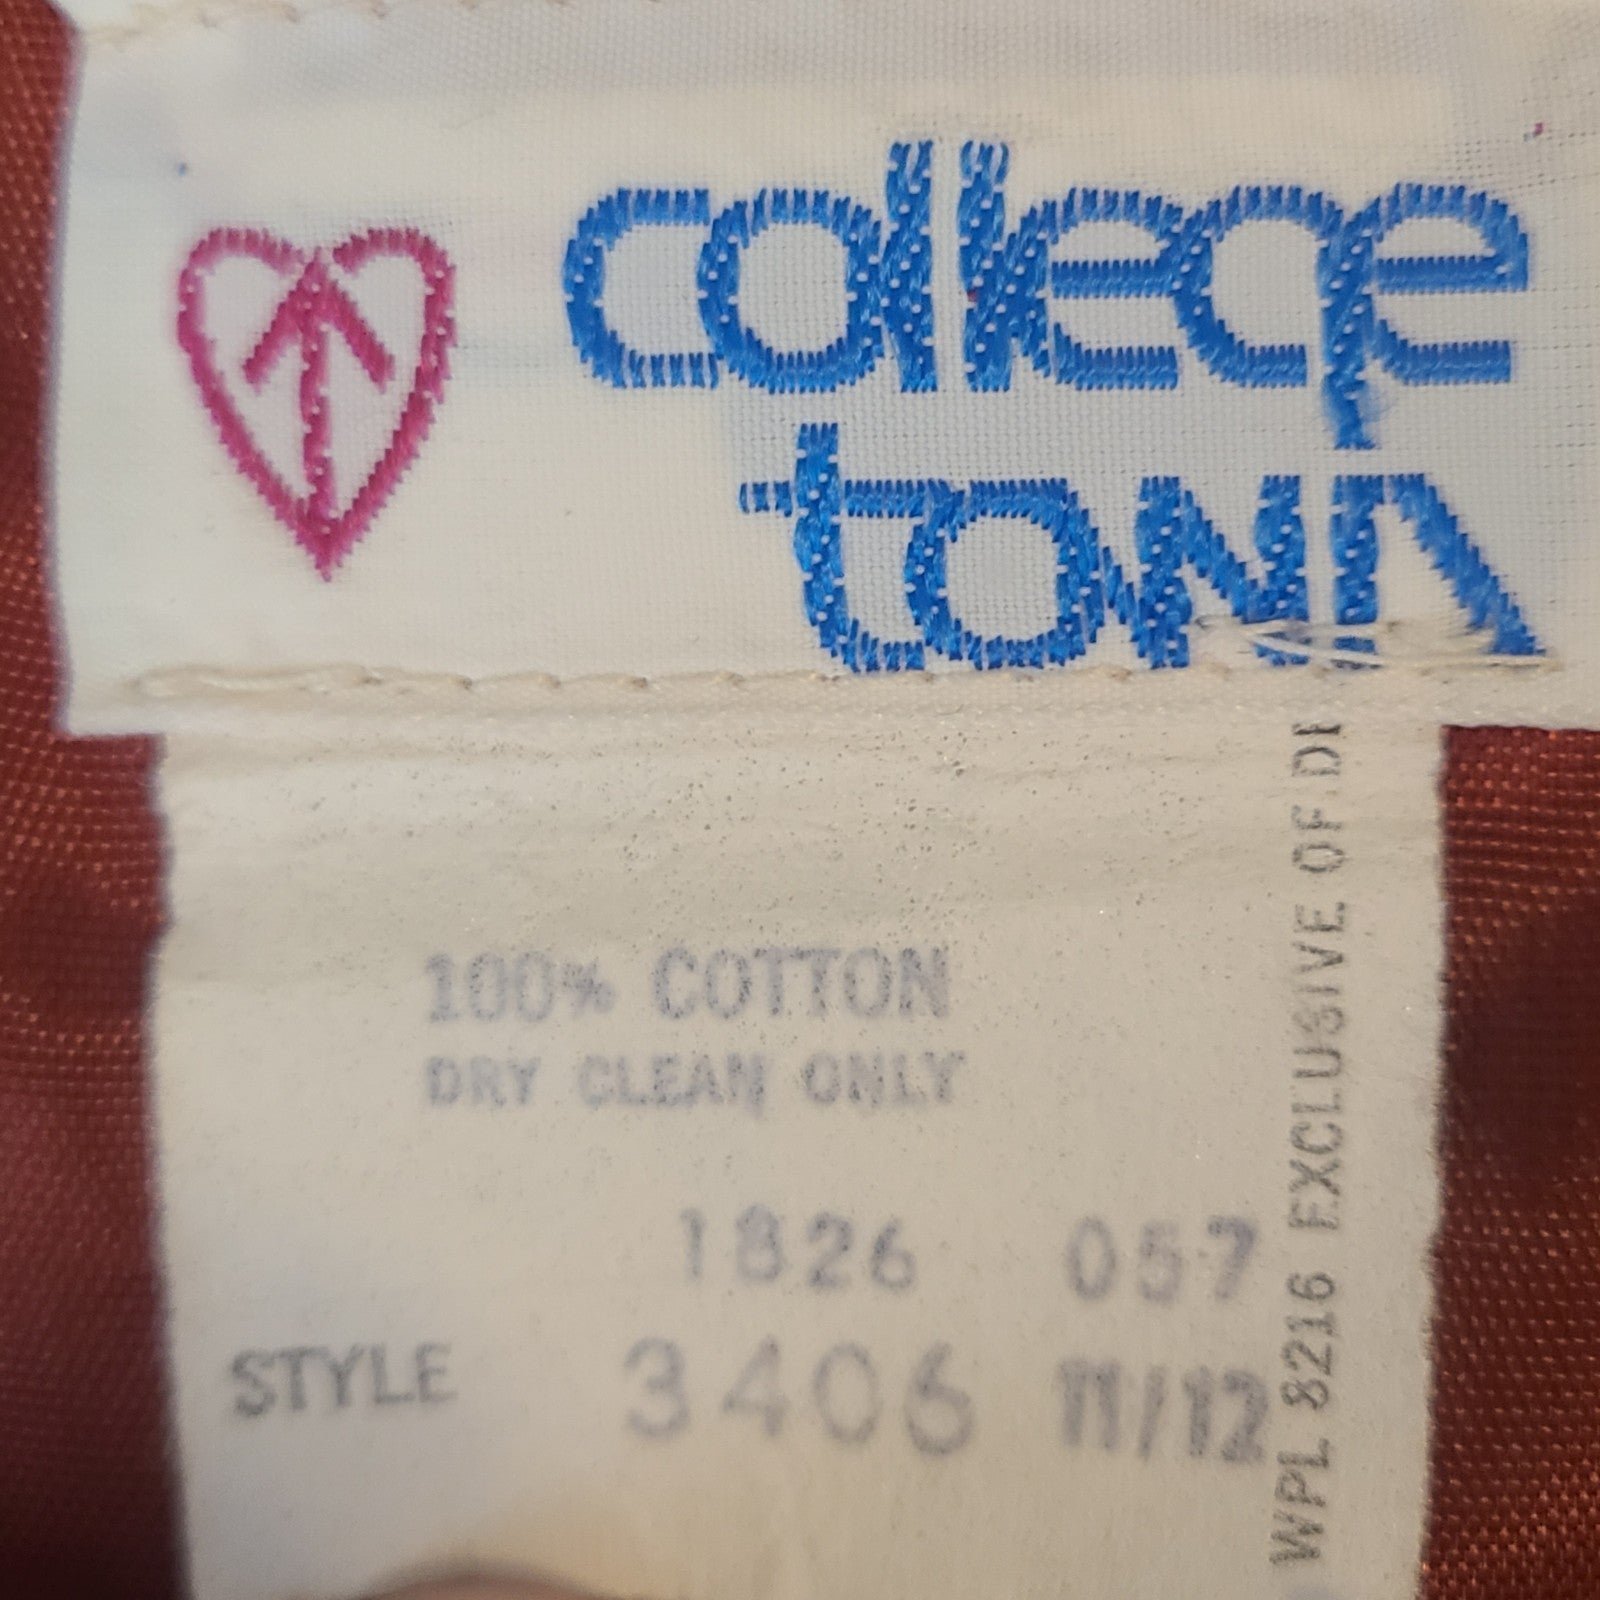 college
town
100% COTTON
DRY CLEAN ONLY
1826 057
STYLE 3406 11/12
WPL 8216 EXCLUSIVE OF